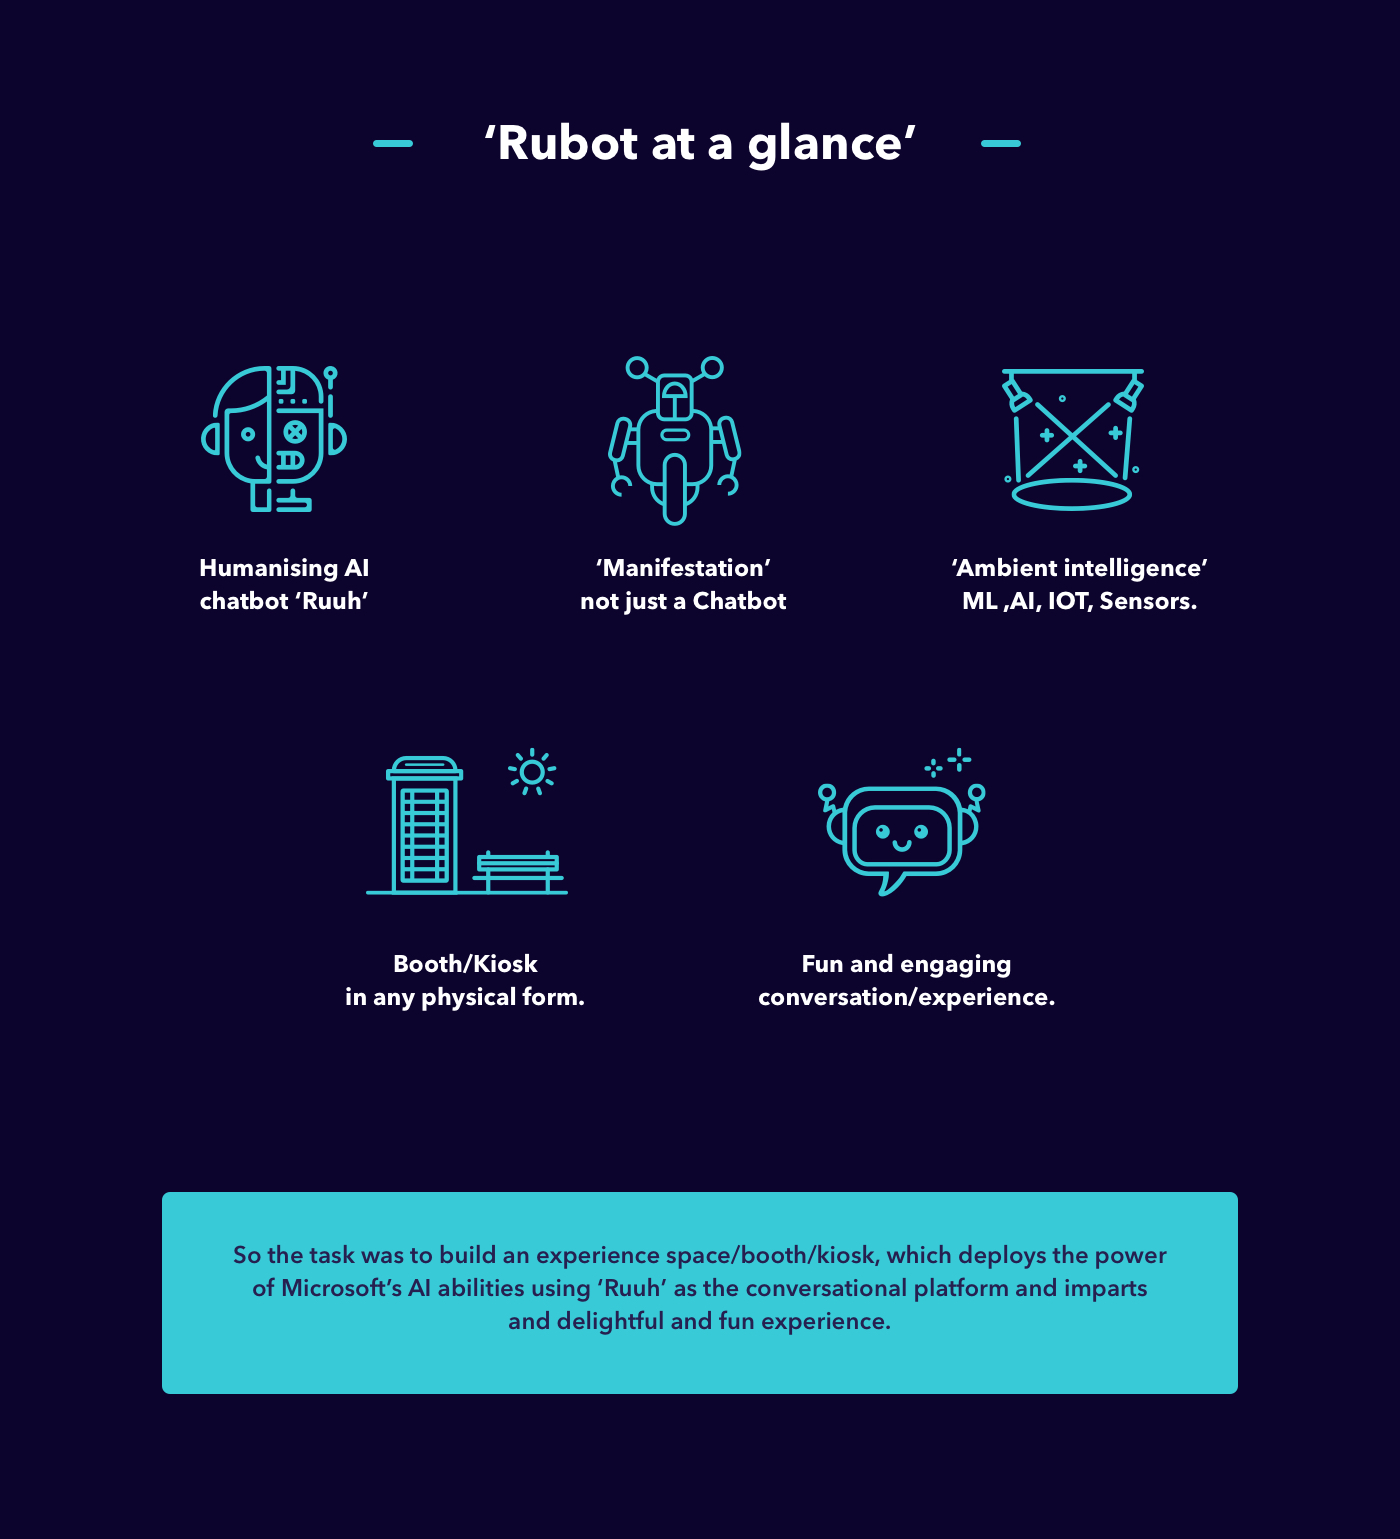 ‘Rubot at a glance’
Humanising AI
chatbot ‘Ruuh’
‘Manifestation’
not just a Chatbot
‘Ambient intelligence’
ML ,AI, IOT, Sensors.
Booth/Kiosk
in any physical form.
Fun and engaging
conversation/experience.
So the task was to build an experience space/booth/kiosk, which deploys the power
of Microsoft’s AI abilities using ‘Ruuh’ as the conversational platform and imparts
and delightful and fun experience.